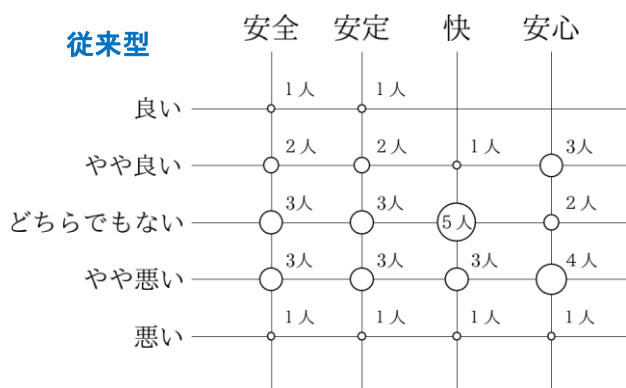 従来型
安全 安定 快 安心
良い 1人 1人
やや良い 2人 2人 1人 3人
どちらでもない 3人 3人 5人 2人
やや悪い 3人 3人 3人 4人
悪い 1人 1人 1人 1人